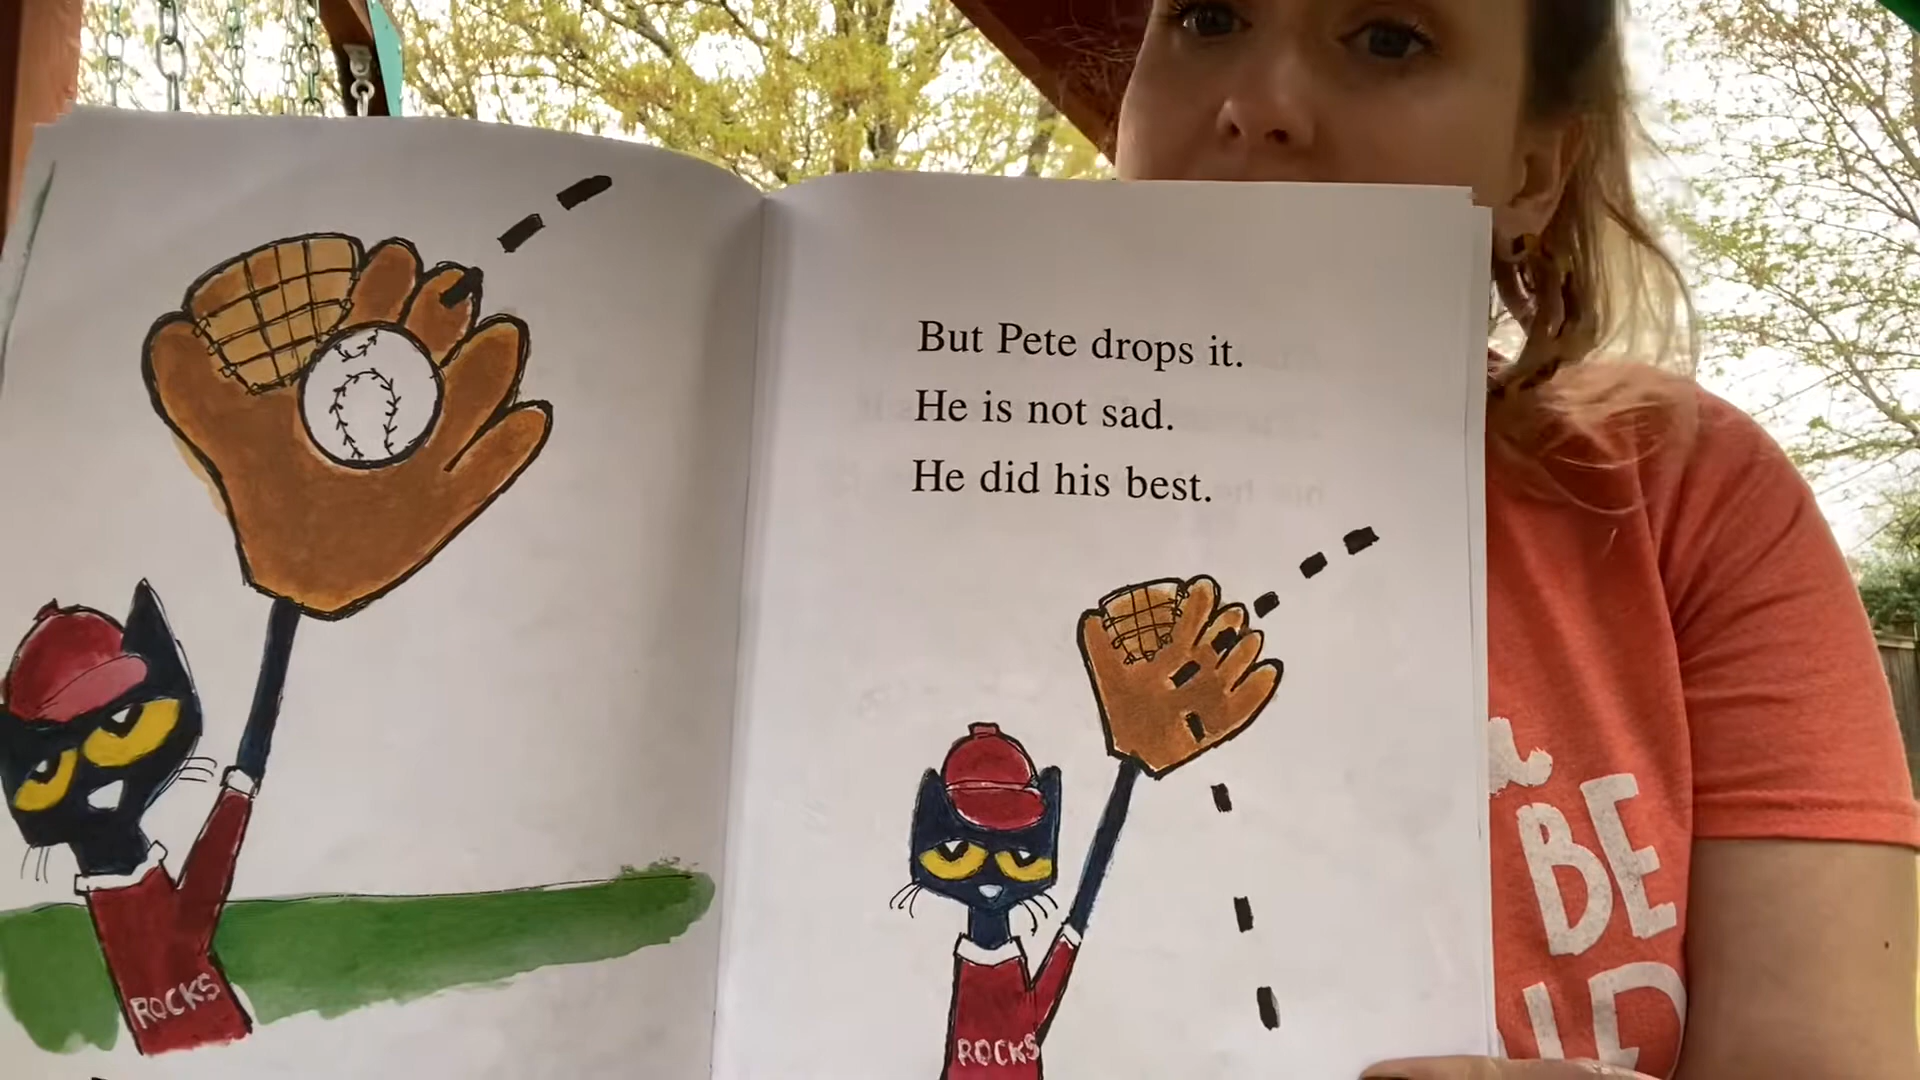 ROCKS
But Pete drops it.
He is not sad.
He did his best.
ROCKS
BE